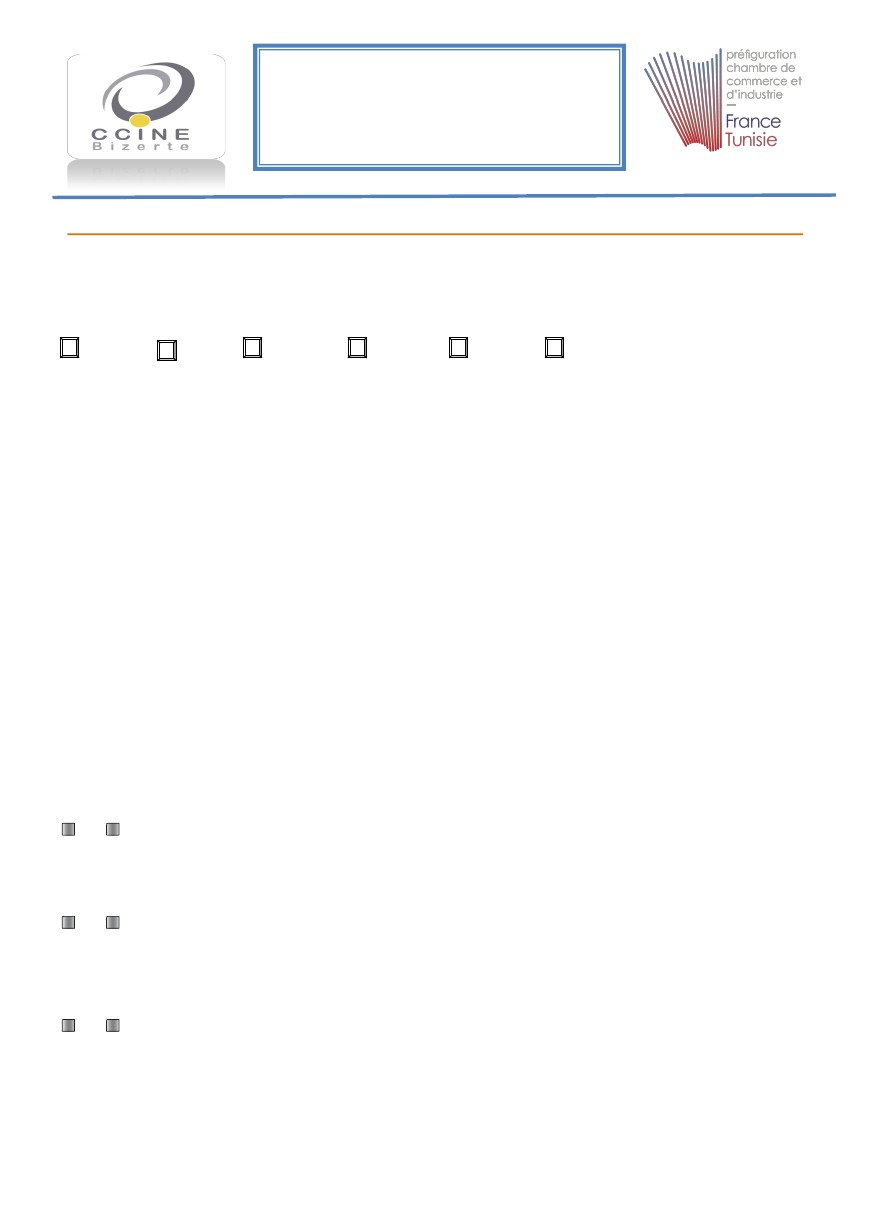 CCINE
Bizerte
préfiguration
chambre de
commerce et
d'industrie
—
France
Tunisie